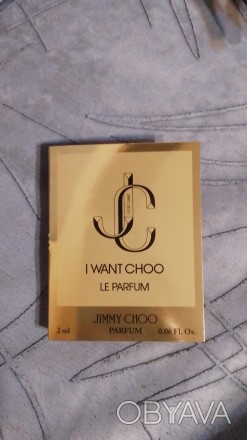 JC
I WANT CHOO
LE PARFUM
JIMMY CHOO
2 ml PARFUM 0.06 Fl. Oz.
OBYAVA